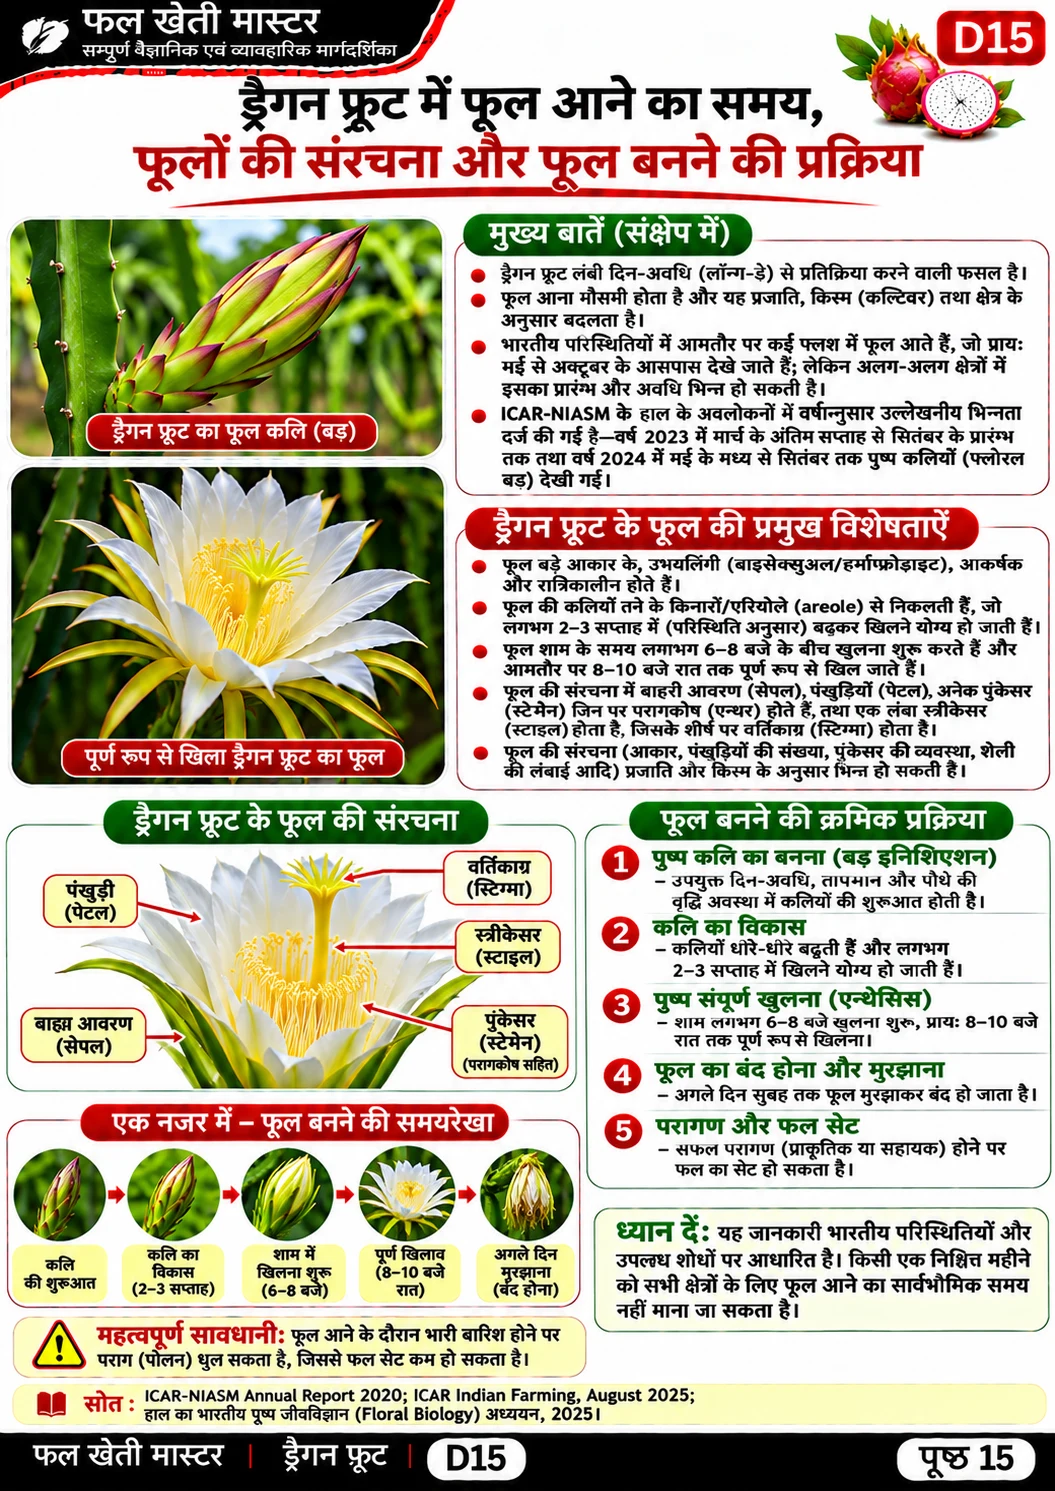 फल खेती मास्टर
सम्पूर्ण वैज्ञानिक एवं व्यावहारिक मार्गदर्शिका
D15
ड्रैगन फ्रूट में फूल आने का समय,
फूलों की संरचना और फूल बनने की प्रक्रिया
ड्रैगन फ्रूट का फूल कलि (बड़)
पूर्ण रूप से खिला ड्रैगन फ्रूट का फूल
मुख्य बातें (संक्षेप में)
ड्रैगन फ्रूट लंबी दिन-अवधि (लॉन्ग-डे) से प्रतिक्रिया करने वाली फसल है।
फूल आना मौसमी होता है और यह प्रजाति, किस्म (कल्टिवर) तथा क्षेत्र के
अनुसार बदलता है।
भारतीय परिस्थितियों में आमतौर पर कई फ्लश में फूल आते हैं, जो प्रायः
मई से अक्टूबर के आसपास देखे जाते हैं; लेकिन अलग-अलग क्षेत्रों में
इसका प्रारंभ और अवधि भिन्न हो सकती है।
ICAR-NIASM के हाल के अवलोकनों में वर्षान्नुसार उल्लेखनीय भिन्नता
दर्ज की गई है—वर्ष 2023 में मार्च के अंतिम सप्ताह से सितंबर के प्रारंभ
तक तथा वर्ष 2024 में मई के मध्य से सितंबर तक पुष्प कलियों (फ्लोरल
बड़) देखी गई।
ड्रैगन फ्रूट के फूल की प्रमुख विशेषताऐं
फूल बड़े आकार के, उभयलिंगी (बाइसेक्सुअल/हर्माफ्रोड़ाइट), आकर्षक
और रात्रिकालीन होते हैं।
फूल की कलियों तने के किनारों/एरियोले (areole) से निकलती हैं, जो
लगभग 2–3 सप्ताह में (परिस्थिति अनुसार) बढ़कर खिलने योग्य हो जाती हैं।
फूल शाम के समय लगाभग 6–8 बजे के बीच खुलना शुरू करते हैं और
आमतौर पर 8–10 बजे रात तक पूर्ण रूप से खिल जाते हैं।
फूल की संरचना में बाहरी आवरण (सेपल), पंखुड़ियों (पेटल), अनेक पुंकेसर
(स्टेमेन) जिन पर परागकोष (एन्थर) होते हैं, तथा एक लंबा स्त्रीकेसर
(स्टाइल) होता है, जिसके शीर्ष पर वर्तिकाग्र (स्टिग्मा) होता है।
फूल की संरचना (आकार, पंखुड़ियों की संखया, पुंकेसर की व्यवस्था, शेली
की लंबाई आदि) प्रजाति और किस्म के अनुसार भिन्न हो सकती हैं।
ड्रैगन फ्रूट के फूल की संरचना
पंखुड़ी
(पेटल)
वर्तिकाग्र
(स्टिग्मा)
स्त्रीकेसर
(स्टाइल)
बाह्य आवरण
(सेपल)
पुंकेसर
(स्टेमेन)
(परागकोष सहित)
फूल बनने की क्रमिक प्रक्रिया
1 पुष्प कलि का बनना (बड़ इनिशिएशन)
– उपयुक्त दिन-अवधि, तापमान और पौधे की
वृद्धि अवस्था में कलियों की शुरूआत होती है।
2 कलि का विकास
– कलियों धीरे-धीरे बढ़ती हैं और लगभग
2–3 सप्ताह में खिलने योग्य हो जाती हैं।
3 पुष्प संपूर्ण खुलना (एन्थेसिस)
– शाम लगभग 6–8 बजे खुलना शुरू, प्रायः 8–10 बजे
रात तक पूर्ण रूप से खिलना।
4 फूल का बंद होना और मुरझाना
– अगले दिन सुबह तक फूल मुरझाकर बंद हो जाता है।
5 परागण और फल सेट
– सफल परागण (प्राकृतिक या सहायक) होने पर
फल का सेट हो सकता है।
एक नजर में – फूल बनने की समयरेखा
कलि
की शुरूआत
कलि का
विकास
(2–3 सप्ताह)
शाम में
खिलना शुरू
(6–8 बजे)
पूर्ण खिलाव
(8–10 बजे
रात)
अगले दिन
मुरझाना
(बंद होना)
ध्यान दें: यह जानकारी भारतीय परिस्थितियों और
उपलब्ध शोधों पर आधारित है। किसी एक निश्चित महीने
को सभी क्षेत्रों के लिए फूल आने का सार्वभौमिक समय
नहीं माना जा सकता है।
महत्वपूर्ण सावधानी: फूल आने के दौरान भारी बारिश होने पर
पराग (पोलन) धुल सकता है, जिससे फल सेट कम हो सकता है।
सोत : ICAR-NIASM Annual Report 2020; ICAR Indian Farming, August 2025;
हाल का भारतीय पुष्प जीवविज्ञान (Floral Biology) अध्ययन, 2025।
फल खेती मास्टर | ड्रैगन फ़्रूट | D15
पृष्ठ 15